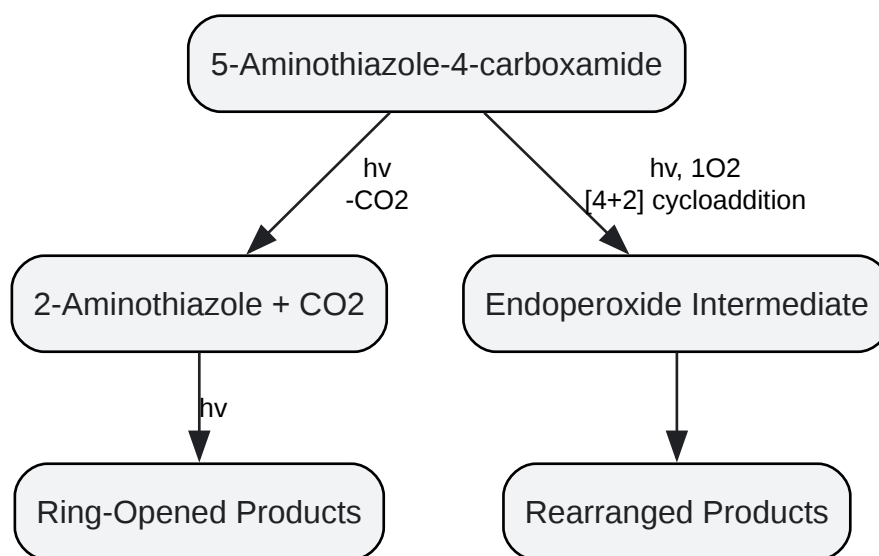 5-Aminothiazole-4-carboxamide
hv
-CO2
hv, 1O2
[4+2] cycloaddition
2-Aminothiazole + CO2
Endoperoxide Intermediate
hv
Ring-Opened Products
Rearranged Products